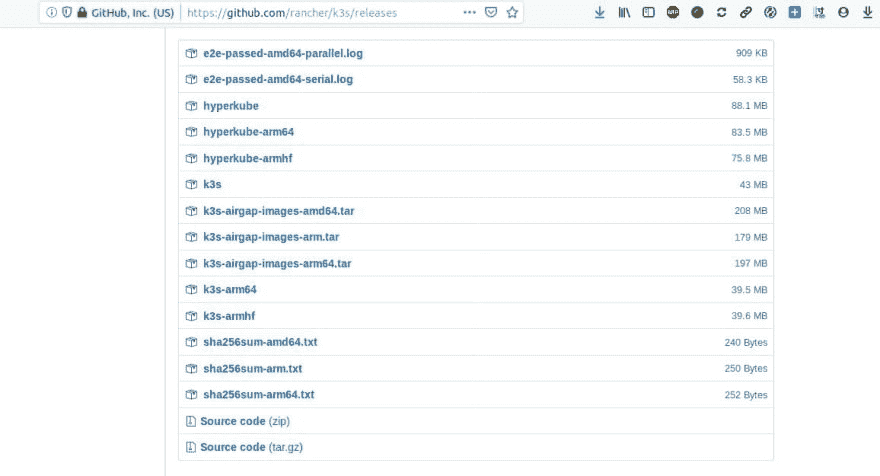 GitHub, Inc. (US) https://github.com/rancher/k3s/releases
e2e-passed-amd64-parallel.log 909 KB
e2e-passed-amd64-serial.log 58.3 KB
hyperkube 88.1 MB
hyperkube-arm64 83.5 MB
hyperkube-armhf 75.8 MB
k3s 43 MB
k3s-airgap-images-amd64.tar 208 MB
k3s-airgap-images-arm.tar 179 MB
k3s-airgap-images-arm64.tar 197 MB
k3s-arm64 39.5 MB
k3s-armhf 39.6 MB
sha256sum-amd64.txt 240 Bytes
sha256sum-arm.txt 250 Bytes
sha256sum-arm64.txt 252 Bytes
Source code (zip)
Source code (tar.gz)